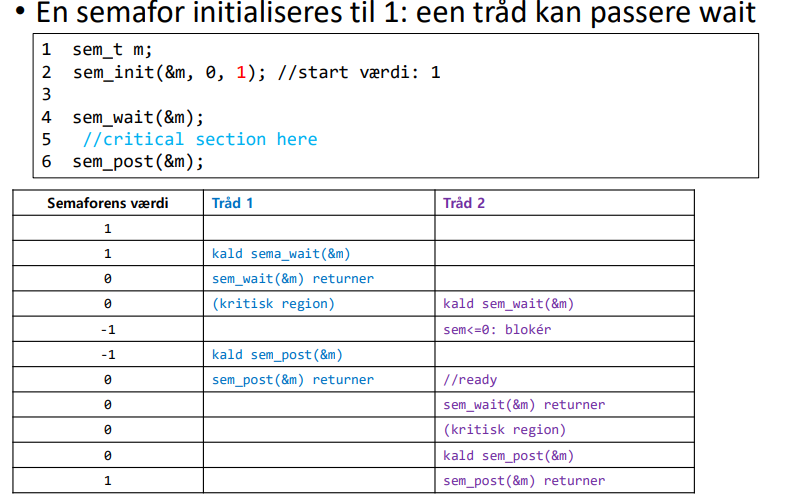 • En semafor initialiseres til 1: een tråd kan passere wait
1 sem_t m;
2 sem_init(&m, 0, 1); //start værdi: 1
3
4 sem_wait(&m);
5 //critical section here
6 sem_post(&m);
Semaforens værdi Tråd 1 Tråd 2
1
1 kald sema_wait(&m)
0 sem_wait(&m) returner
0 (kritisk region) kald sem_wait(&m)
-1 sem<=0: blokér
-1 kald sem_post(&m)
0 sem_post(&m) returner //ready
0 sem_wait(&m) returner
0 (kritisk region)
0 kald sem_post(&m)
1 sem_post(&m) returner